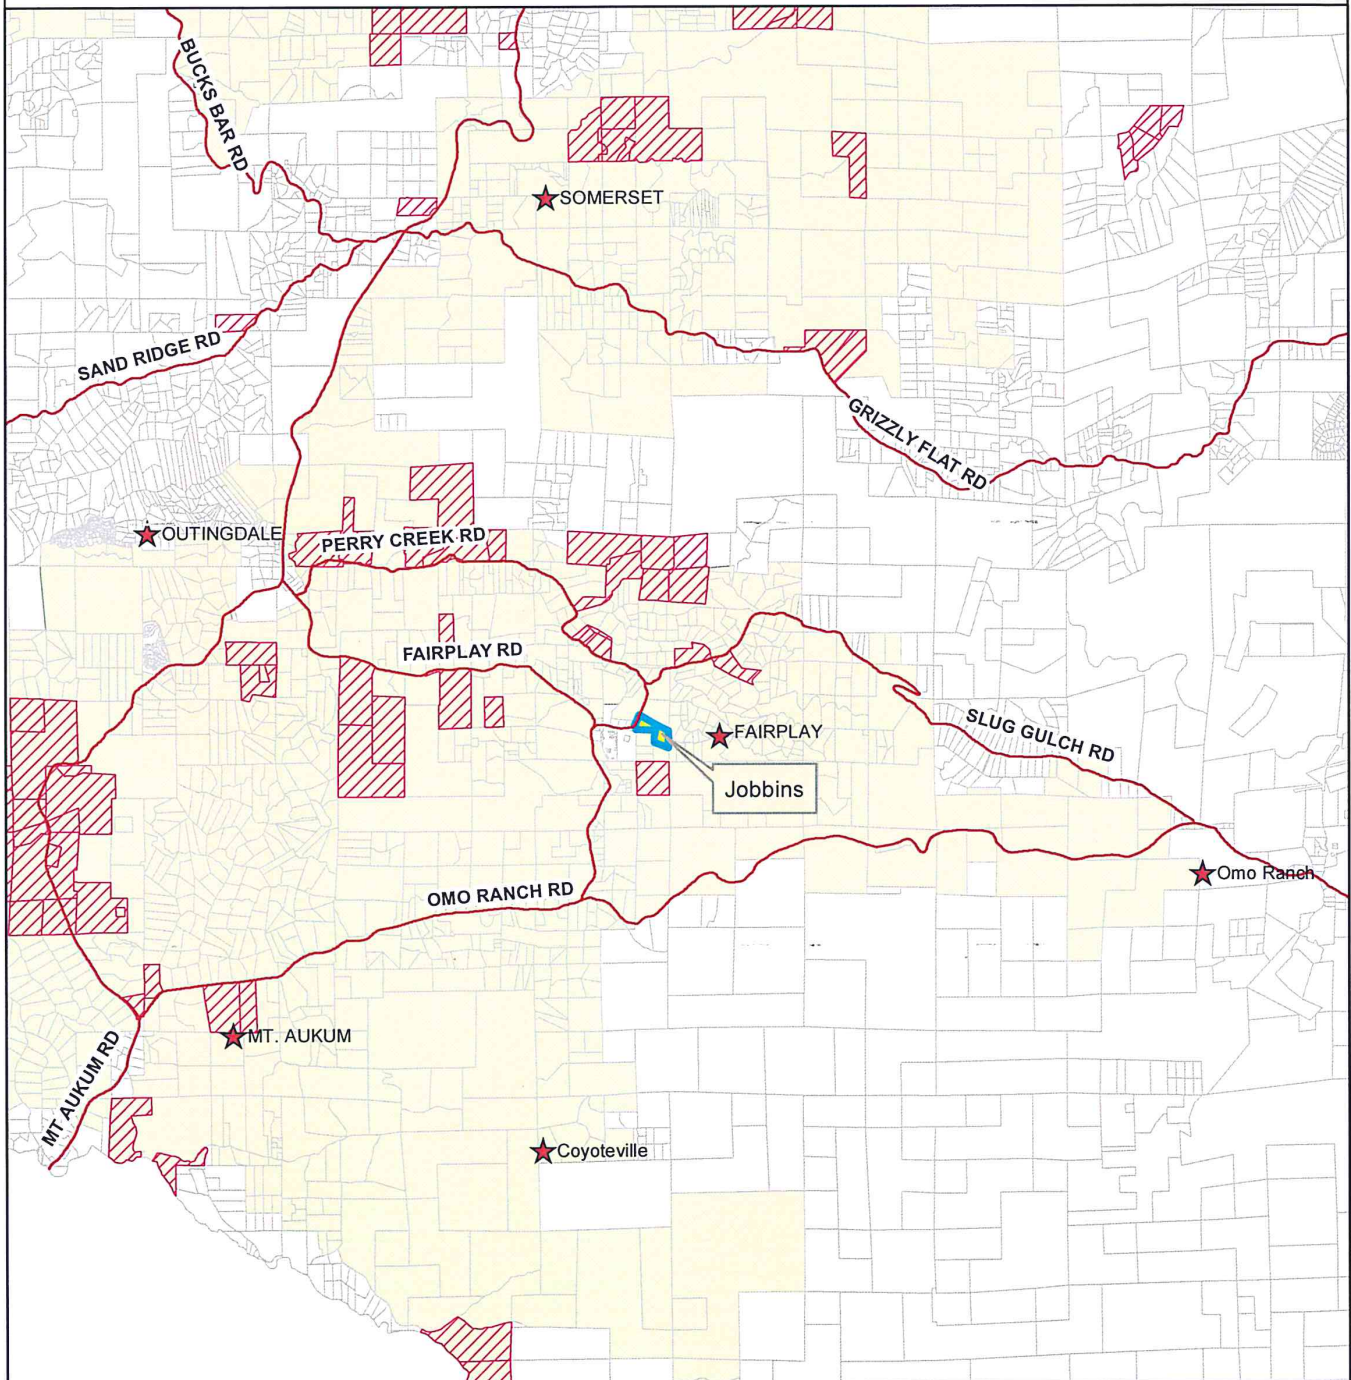 BUCKS BAR RD
SOMERSET
SAND RIDGE RD
GRIZZLY FLAT RD
OUTINGDALE
PERRY CREEK RD
FAIRPLAY RD
SLUG GULCH RD
FAIRPLAY
Jobbins
Omo Ranch
OMO RANCH RD
MT. AUKUM
MT AUKUM RD
Coyoteville